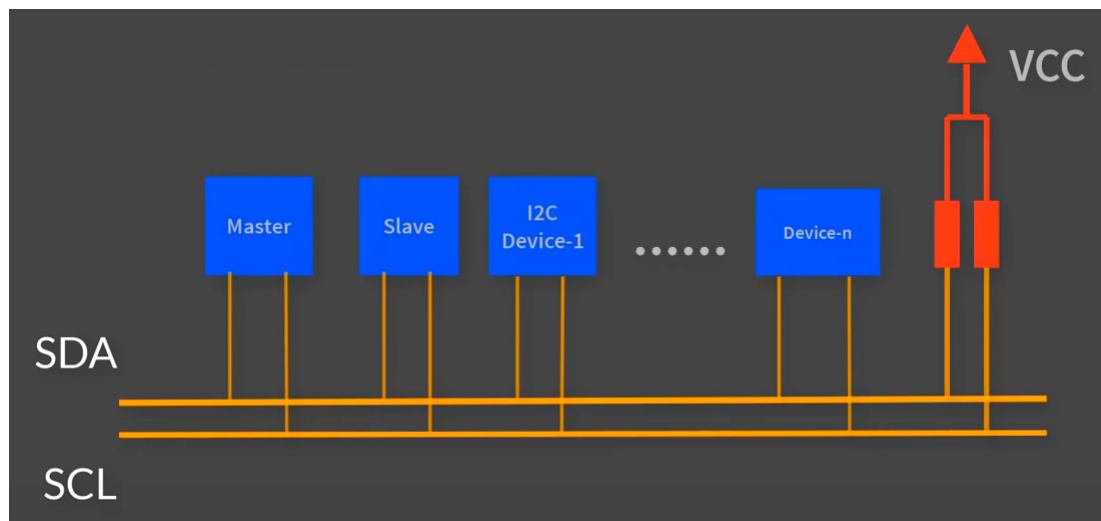 VCC
Master
Slave
I2C
Device-1
......
Device-n
SDA
SCL